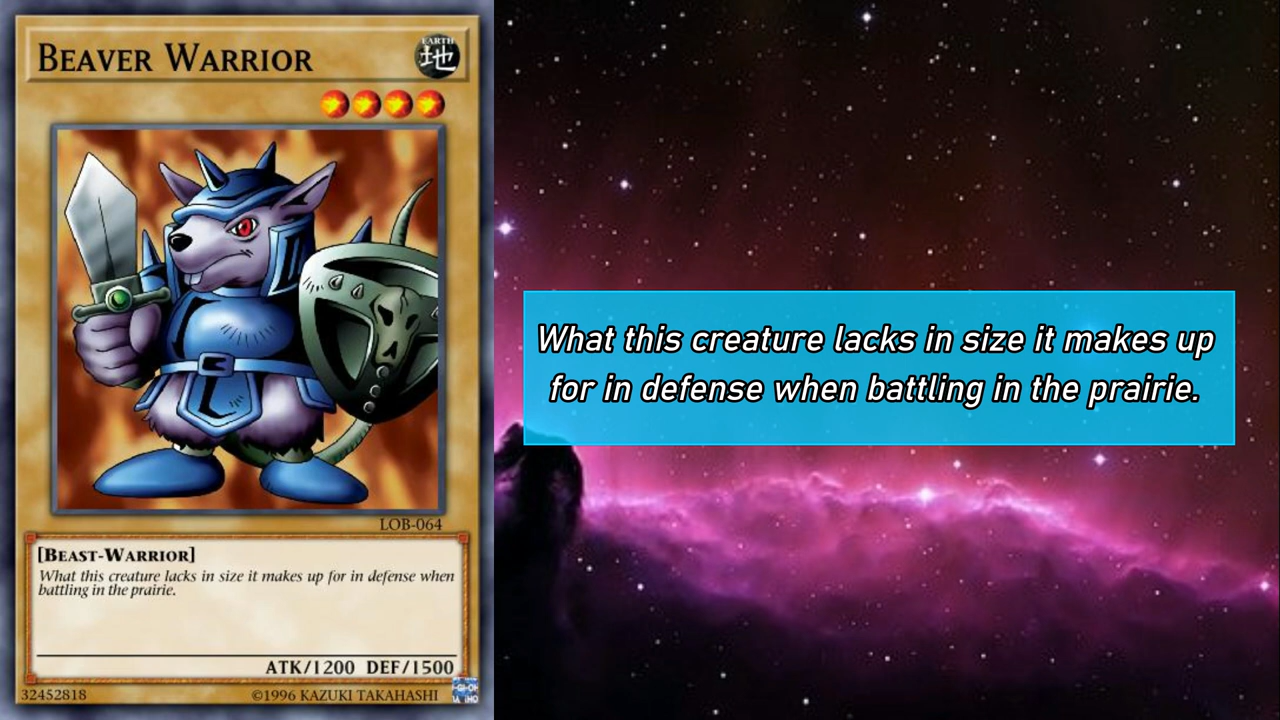 BEAVER WARRIOR
EARTH
地
LOB-064
[BEAST-WARRIOR]
What this creature lacks in size it makes up for in defense when
battling in the prairie.
ATK/1200 DEF/1500
32452818
©1996 KAZUKI TAKAHASHI
What this creature lacks in size it makes up
for in defense when battling in the prairie.